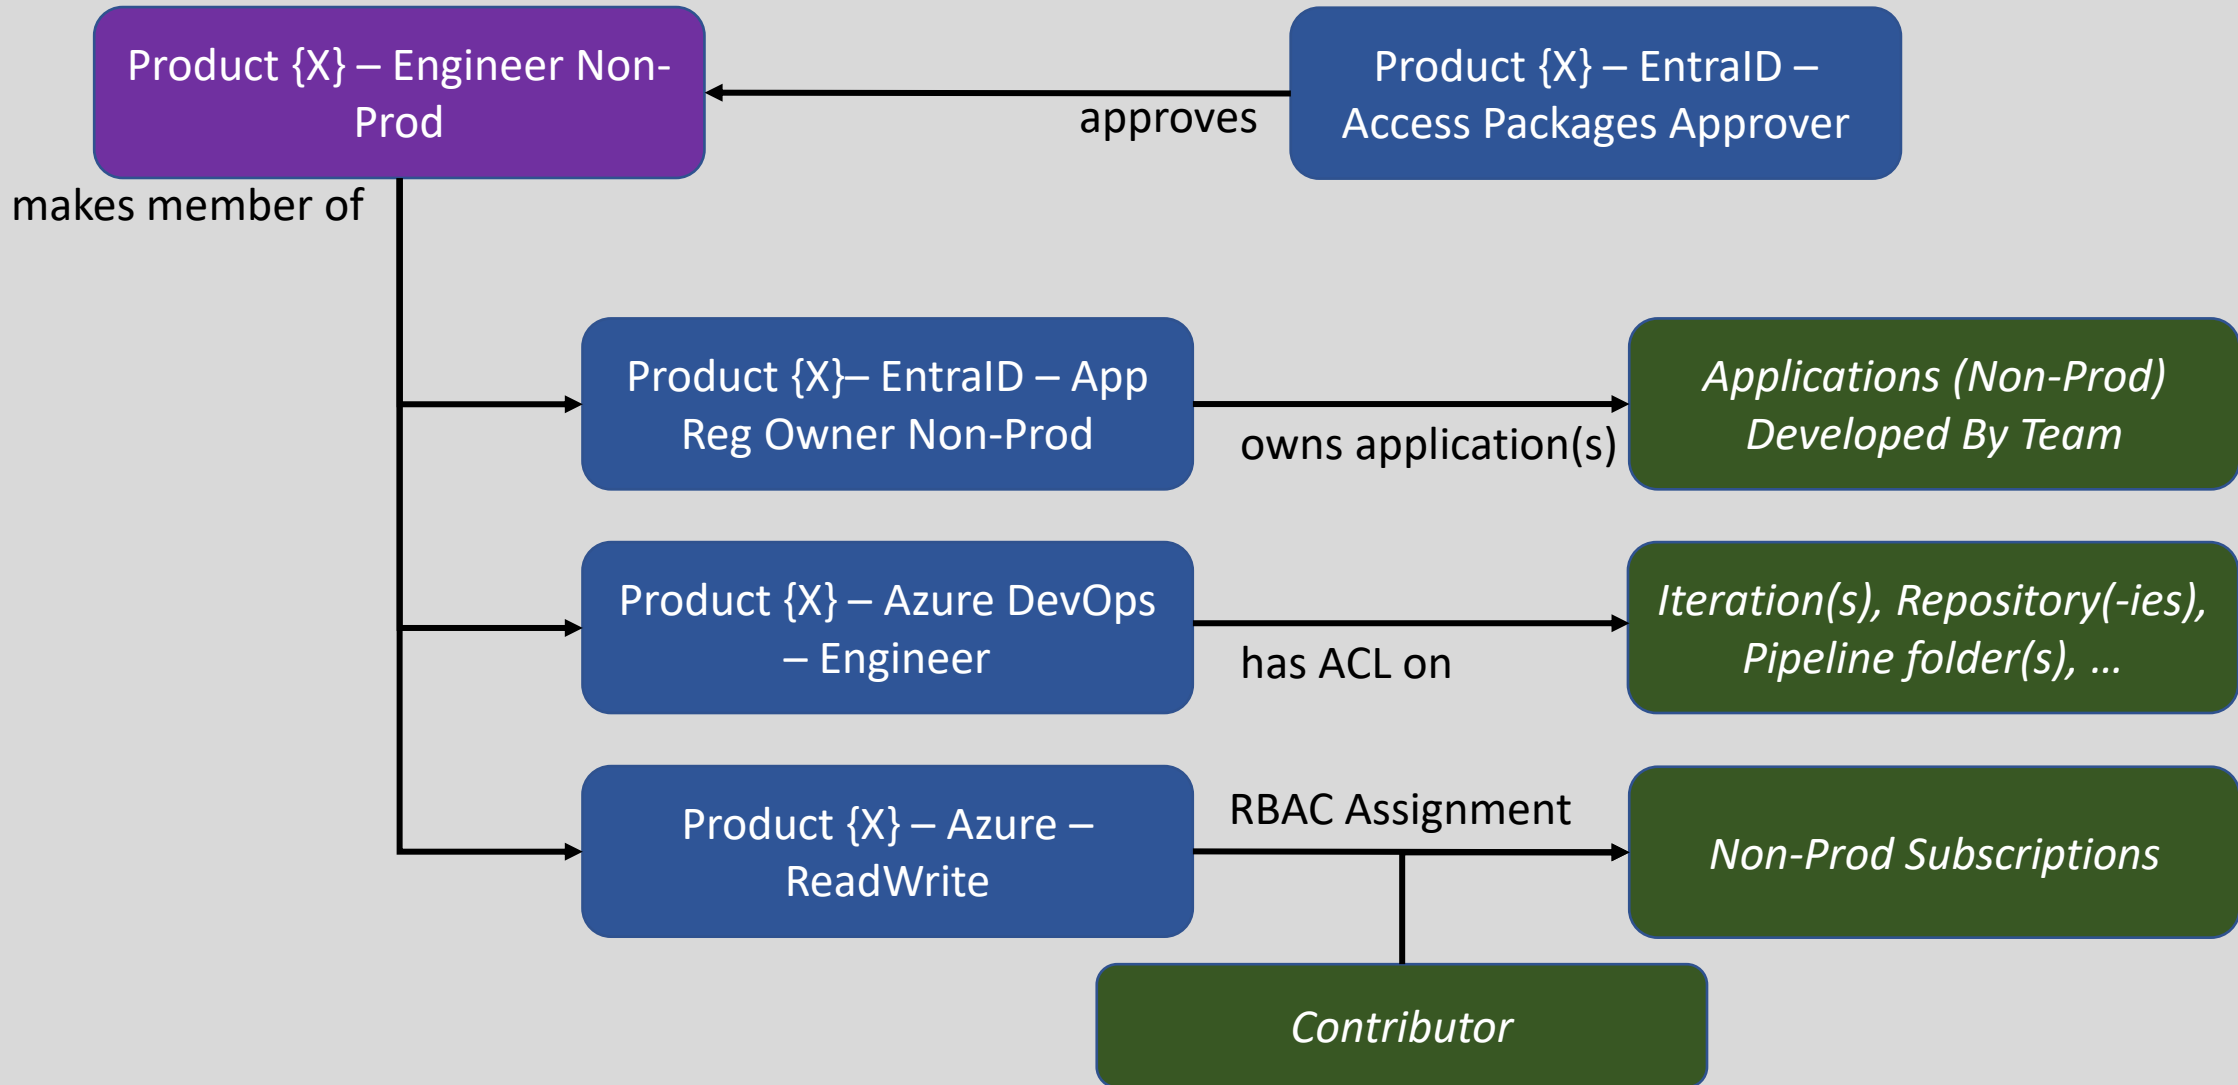 Product {X} – Engineer Non-
Prod
Product {X} – EntraID –
Access Packages Approver
approves
makes member of
Product {X}– EntraID – App
Reg Owner Non-Prod
owns application(s)
Applications (Non-Prod)
Developed By Team
Product {X} – Azure DevOps
– Engineer
has ACL on
Iteration(s), Repository(-ies),
Pipeline folder(s), ...
Product {X} – Azure –
ReadWrite
RBAC Assignment
Non-Prod Subscriptions
Contributor